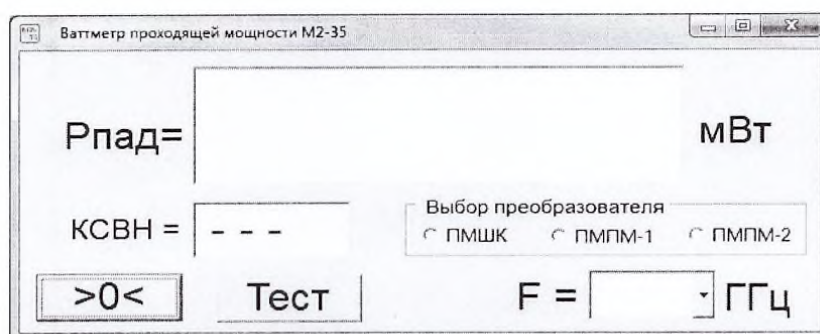 Ваттметр проходящей мощности М2-35
Рпад= мВт
КСВН = - - -
Выбор преобразователя
ПМШК ПМПМ-1 ПМПМ-2
>0< Тест F = ГГц